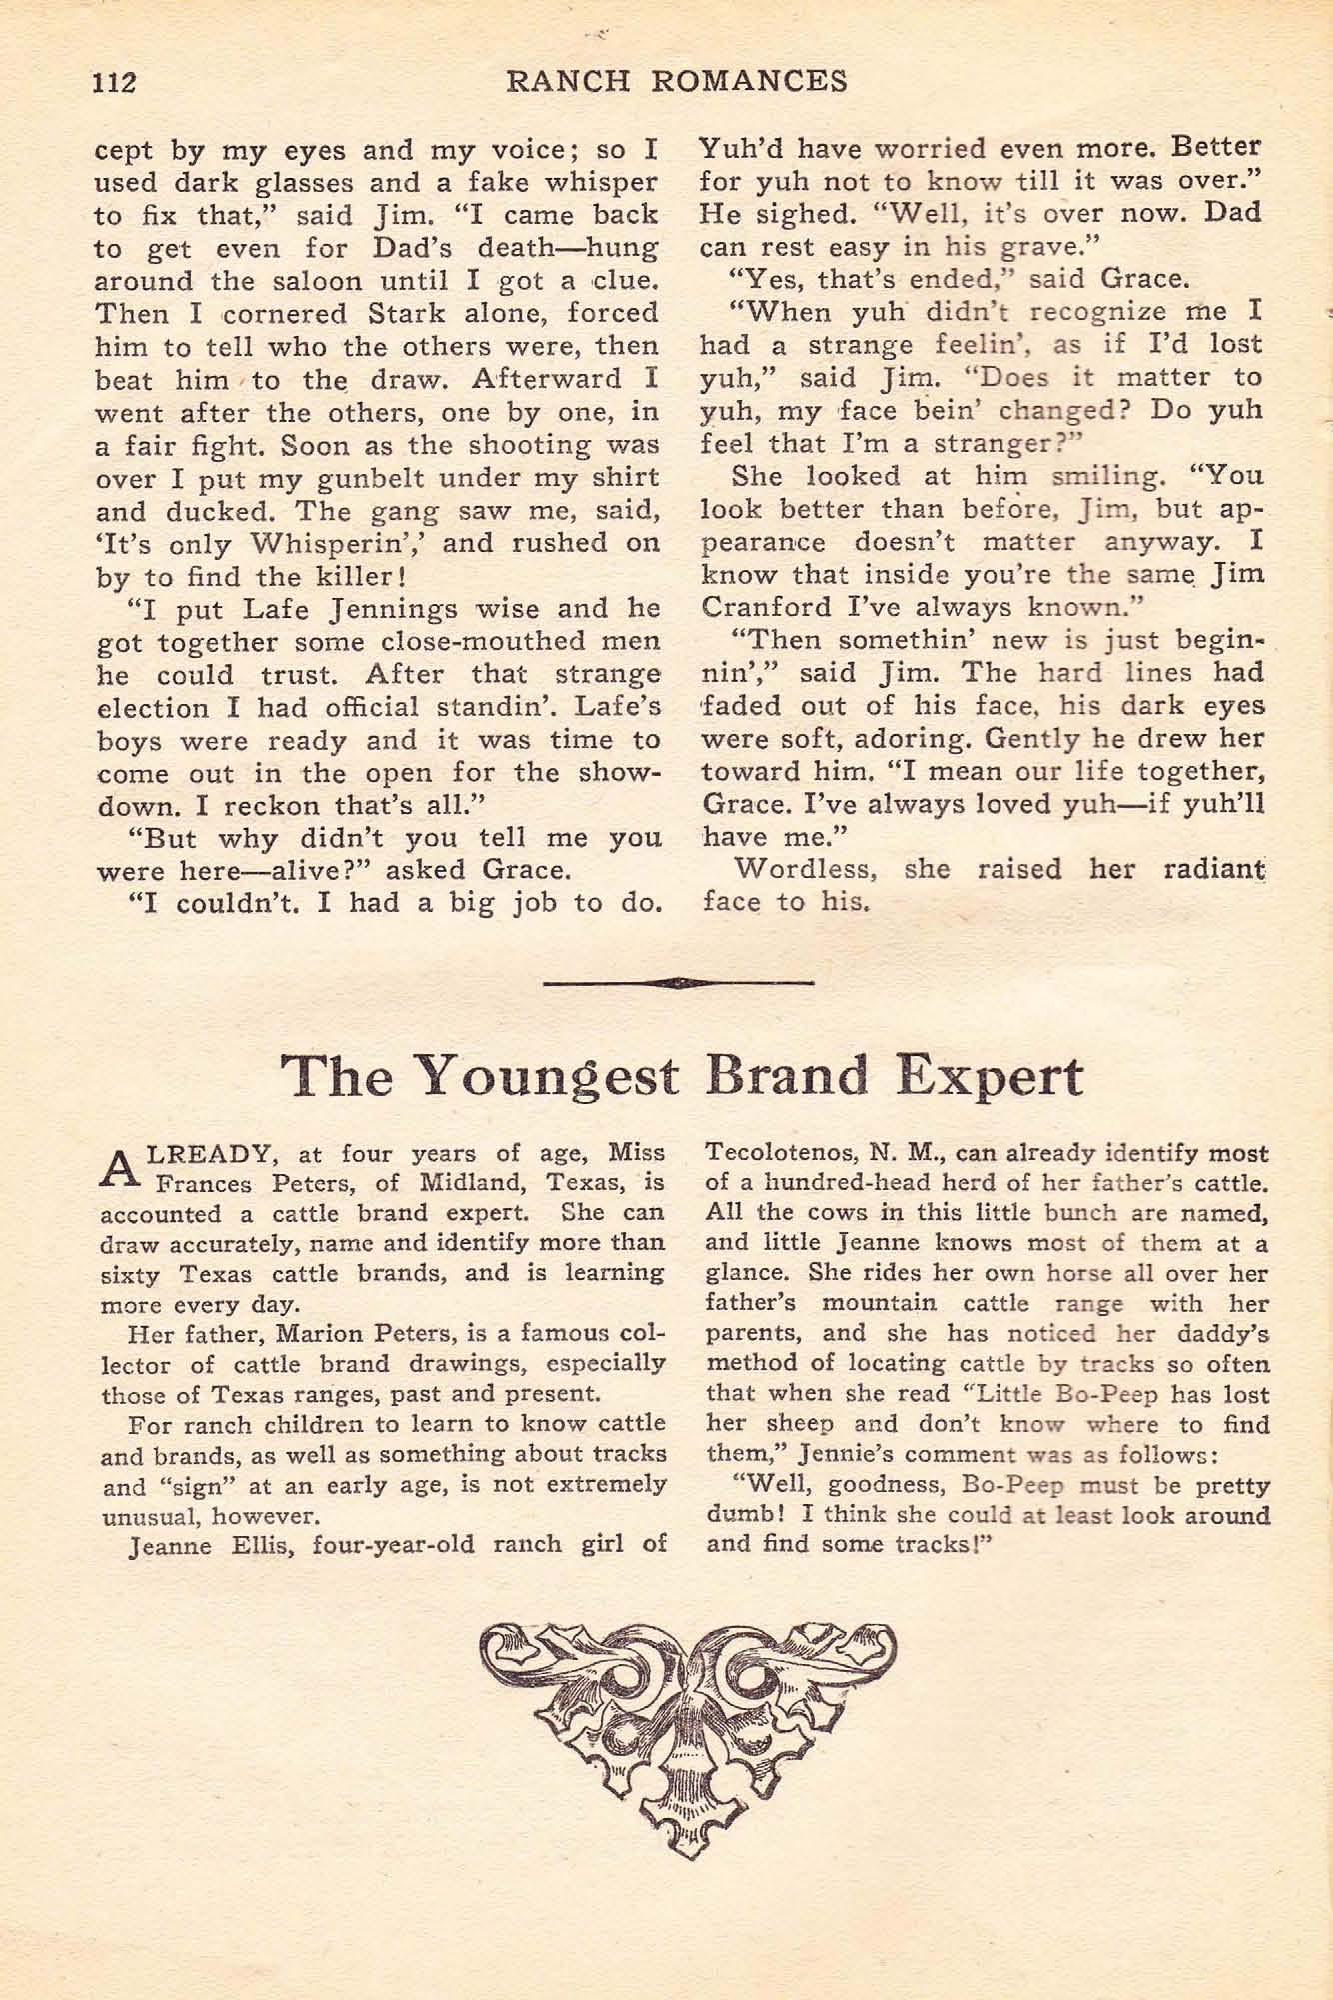 112
RANCH ROMANCES
cept by my eyes and my voice; so I
used dark glasses and a fake whisper
to fix that,” said Jim. “I came back
to get even for Dad’s death—hung
around the saloon until I got a clue.
Then I cornered Stark alone, forced
him to tell who the others were, then
beat him to the draw. Afterward I
went after the others, one by one, in
a fair fight. Soon as the shooting was
over I put my gunbelt under my shirt
and ducked. The gang saw me, said,
‘It’s only Whisperin’,’ and rushed on
by to find the killer!
“I put Lafe Jennings wise and he
got together some close-mouthed men
he could trust. After that strange
election I had official standin’. Lafe’s
boys were ready and it was time to
come out in the open for the show-
down. I reckon that’s all.”
“But why didn’t you tell me you
were here—alive?” asked Grace.
“I couldn’t. I had a big job to do.
Yuh’d have worried even more. Better
for yuh not to know till it was over.”
He sighed. “Well, it’s over now. Dad
can rest easy in his grave.”
“Yes, that’s ended,” said Grace.
“When yuh didn’t recognize me I
had a strange feelin’, as if I’d lost
yuh,” said Jim. “Does it matter to
yuh, my face bein’ changed? Do yuh
feel that I’m a stranger?”
She looked at him smiling. “You
look better than before, Jim, but ap-
pearance doesn’t matter anyway. I
know that inside you’re the same Jim
Cranford I’ve always known.”
“Then somethin’ new is just begin-
nin’,” said Jim. The hard lines had
faded out of his face, his dark eyes
were soft, adoring. Gently he drew her
toward him. “I mean our life together,
Grace. I’ve always loved yuh—if yuh’ll
have me.”
Wordless, she raised her radiant
face to his.
The Youngest Brand Expert
ALREADY, at four years of age, Miss
Frances Peters, of Midland, Texas, is
accounted a cattle brand expert. She can
draw accurately, name and identify more than
sixty Texas cattle brands, and is learning
more every day.
Her father, Marion Peters, is a famous col-
lector of cattle brand drawings, especially
those of Texas ranges, past and present.
For ranch children to learn to know cattle
and brands, as well as something about tracks
and “sign” at an early age, is not extremely
unusual, however.
Jeanne Ellis, four-year-old ranch girl of
Tecolotenos, N. M., can already identify most
of a hundred-head herd of her father’s cattle.
All the cows in this little bunch are named,
and little Jeanne knows most of them at a
glance. She rides her own horse all over her
father’s mountain cattle range with her
parents, and she has noticed her daddy’s
method of locating cattle by tracks so often
that when she read “Little Bo-Peep has lost
her sheep and don’t know where to find
them,” Jennie’s comment was as follows:
“Well, goodness, Bo-Peep must be pretty
dumb! I think she could at least look around
and find some tracks!”